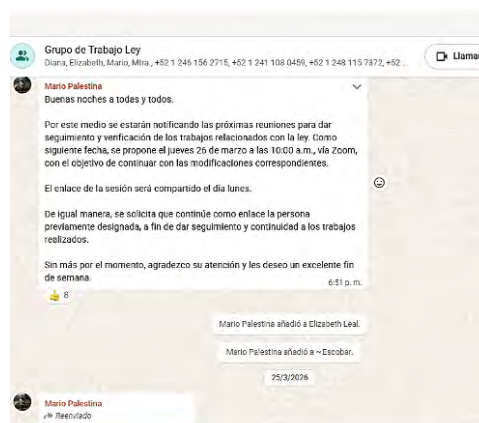 Grupo de Trabajo Ley
Diana, Elizabeth, Mario, Mtra., +52 1 246 156 2715, +52 1 241 108 0459, +52 1 248 115 7372, +52 ...
Llamar
Mario Palestina
Buenas noches a todas y todos.
Por este medio se estarán notificando las próximas reuniones para dar
seguimiento y verificación de los trabajos relacionados con la ley. Como
siguiente fecha, se propone el jueves 26 de marzo a las 10:00 a.m., vía Zoom,
con el objetivo de continuar con las modificaciones correspondientes.
El enlace de la sesión será compartido el día lunes.
De igual manera, se solicita que continúe como enlace la persona
previamente designada, a fin de dar seguimiento y continuidad a los trabajos
realizados.
Sin más por el momento, agradezco su atención y les deseo un excelente fin
de semana.
6:51 p. m.
8
Mario Palestina añadió a Elizabeth Leal.
Mario Palestina añadió a ~Escobar.
25/3/2026
Mario Palestina
Reenviado